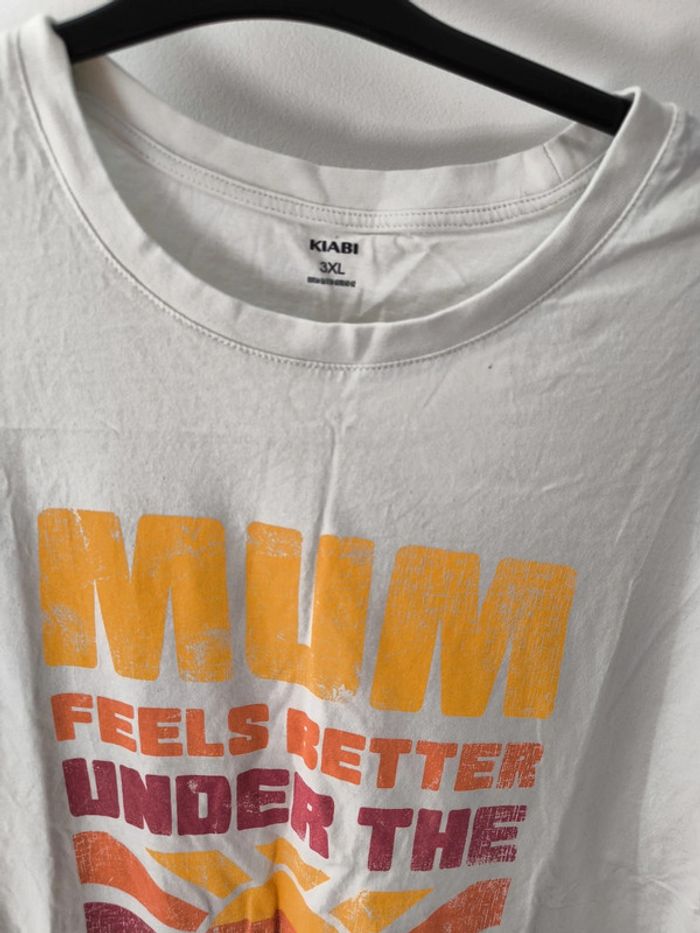 KIABI
3XL
MUM
FEELS BETTER
UNDER THE